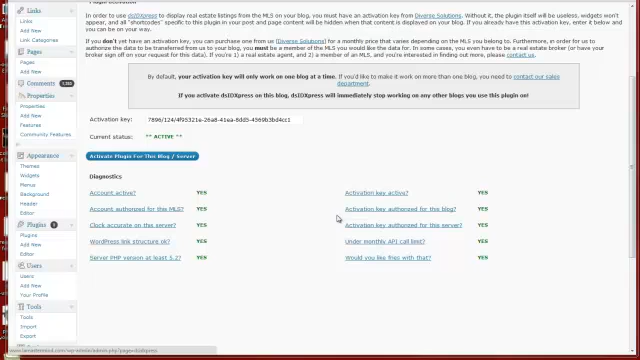 Links
Links
Add New
Link Categories
Pages
Pages
Add New
Comments
Properties
Properties
Add New
Features
Community Features
Appearance
Themes
Widgets
Menus
Background
Header
Editor
Plugins
Plugins
Add New
Editor
Users
Users
Add New
Your Profile
Tools
Tools
Import
Export
In order to use dsIDXpress to display real estate listings from the MLS on your blog, you must have an activation key from Diverse Solutions. Without it, the plugin itself will be useless, widgets won't
appear, and all "shortcodes" specific to this plugin in your post and page content will be hidden when that content is displayed on your blog. If you already have this activation key, enter it below and
you can be on your way.
If you don't have an activation key, you can purchase one from us (Diverse Solutions) for a monthly price that varies depending on the MLS you belong to. Furthermore, in order for us to
authorize the data to be transferred from us to your blog, you must be a member of the MLS you would like the data for. In some cases, you even have to be a real estate broker (or have your
broker sign off on your request for this data). If you're 1) a real estate agent, and 2) a member of an MLS, and you're interested in finding out more, please contact us.
By default, your activation key will only work on one blog at a time. If you'd like to make it work on more than one blog, you need to contact our sales
department.
If you activate dsIDXpress on this blog, dsIDXpress will immediately stop working on any other blogs you use this plugin on!
Activation key:
Current status: ** ACTIVE **
Activate Plugin For This Blog / Server
Diagnostics
Account active? YES Activation key active? YES
Account authorized for this MLS? YES Activation key authorized for this blog? YES
Clock accurate on this server? YES Activation key authorized for this server? YES
WordPress link structure ok? YES Under monthly API call limit? YES
Server PHP version at least 5.2? YES Would you like fries with that? YES